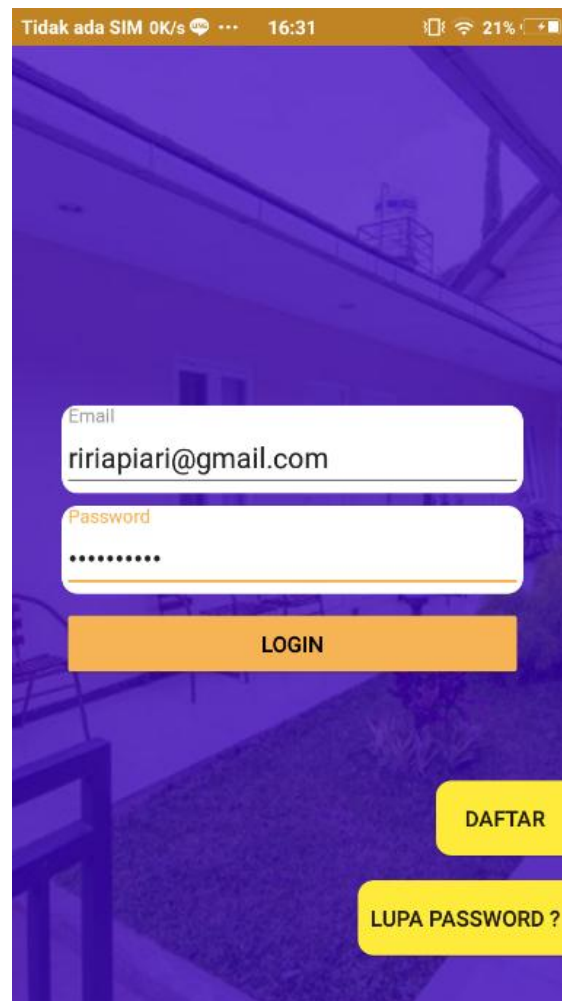 Tidak ada SIM 0K/s ... 16:31 21%
Email
ririapiari@gmail.com
Password
••••••••••
LOGIN
DAFTAR
LUPA PASSWORD ?